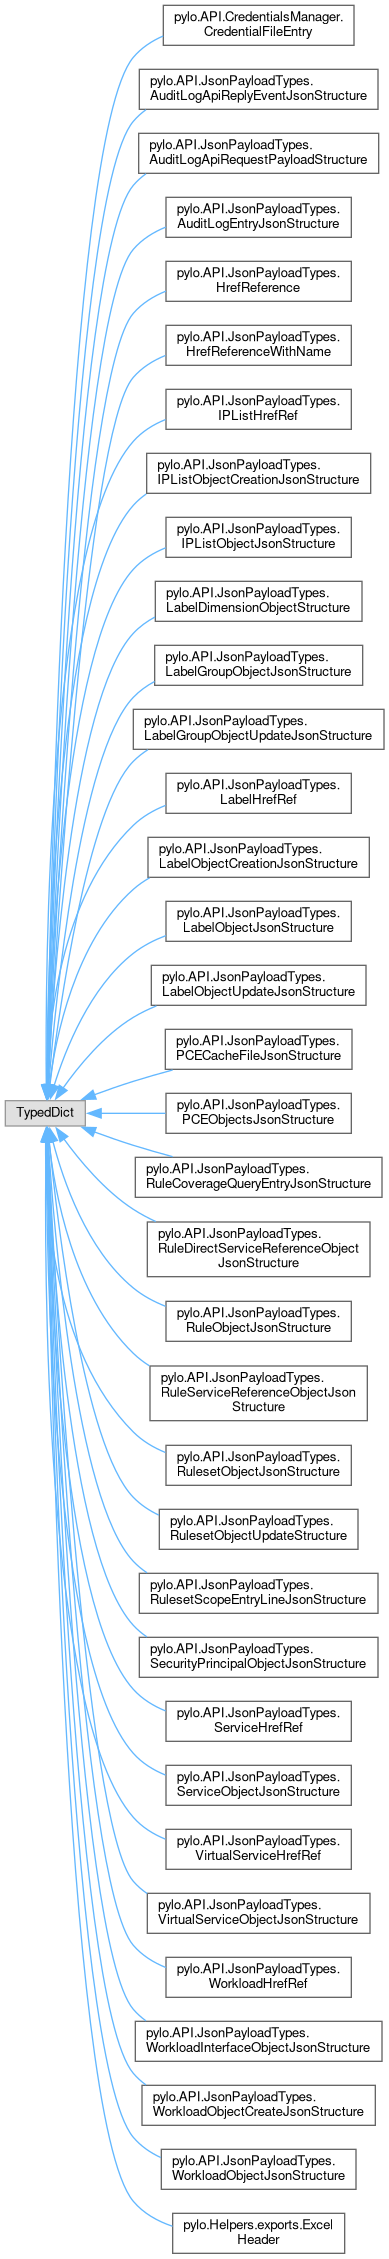 pylo.API.CredentialsManager.
CredentialFileEntry
pylo.API.JsonPayloadTypes.
AuditLogApiReplyEventJsonStructure
pylo.API.JsonPayloadTypes.
AuditLogApiRequestPayloadStructure
pylo.API.JsonPayloadTypes.
AuditLogEntryJsonStructure
pylo.API.JsonPayloadTypes.
HrefReference
pylo.API.JsonPayloadTypes.
HrefReferenceWithName
pylo.API.JsonPayloadTypes.
IPListHrefRef
pylo.API.JsonPayloadTypes.
IPListObjectCreationJsonStructure
pylo.API.JsonPayloadTypes.
IPListObjectJsonStructure
pylo.API.JsonPayloadTypes.
LabelDimensionObjectStructure
pylo.API.JsonPayloadTypes.
LabelGroupObjectJsonStructure
pylo.API.JsonPayloadTypes.
LabelGroupObjectUpdateJsonStructure
pylo.API.JsonPayloadTypes.
LabelHrefRef
pylo.API.JsonPayloadTypes.
LabelObjectCreationJsonStructure
pylo.API.JsonPayloadTypes.
LabelObjectJsonStructure
pylo.API.JsonPayloadTypes.
LabelObjectUpdateJsonStructure
pylo.API.JsonPayloadTypes.
PCECacheFileJsonStructure
TypedDict
pylo.API.JsonPayloadTypes.
PCEObjectsJsonStructure
pylo.API.JsonPayloadTypes.
RuleCoverageQueryEntryJsonStructure
pylo.API.JsonPayloadTypes.
RuleDirectServiceReferenceObject
JsonStructure
pylo.API.JsonPayloadTypes.
RuleObjectJsonStructure
pylo.API.JsonPayloadTypes.
RuleServiceReferenceObjectJson
Structure
pylo.API.JsonPayloadTypes.
RulesetObjectJsonStructure
pylo.API.JsonPayloadTypes.
RulesetObjectUpdateStructure
pylo.API.JsonPayloadTypes.
RulesetScopeEntryLineJsonStructure
pylo.API.JsonPayloadTypes.
SecurityPrincipalObjectJsonStructure
pylo.API.JsonPayloadTypes.
ServiceHrefRef
pylo.API.JsonPayloadTypes.
ServiceObjectJsonStructure
pylo.API.JsonPayloadTypes.
VirtualServiceHrefRef
pylo.API.JsonPayloadTypes.
VirtualServiceObjectJsonStructure
pylo.API.JsonPayloadTypes.
WorkloadHrefRef
pylo.API.JsonPayloadTypes.
WorkloadInterfaceObjectJsonStructure
pylo.API.JsonPayloadTypes.
WorkloadObjectCreateJsonStructure
pylo.API.JsonPayloadTypes.
WorkloadObjectJsonStructure
pylo.Helpers.exports.Excel
Header